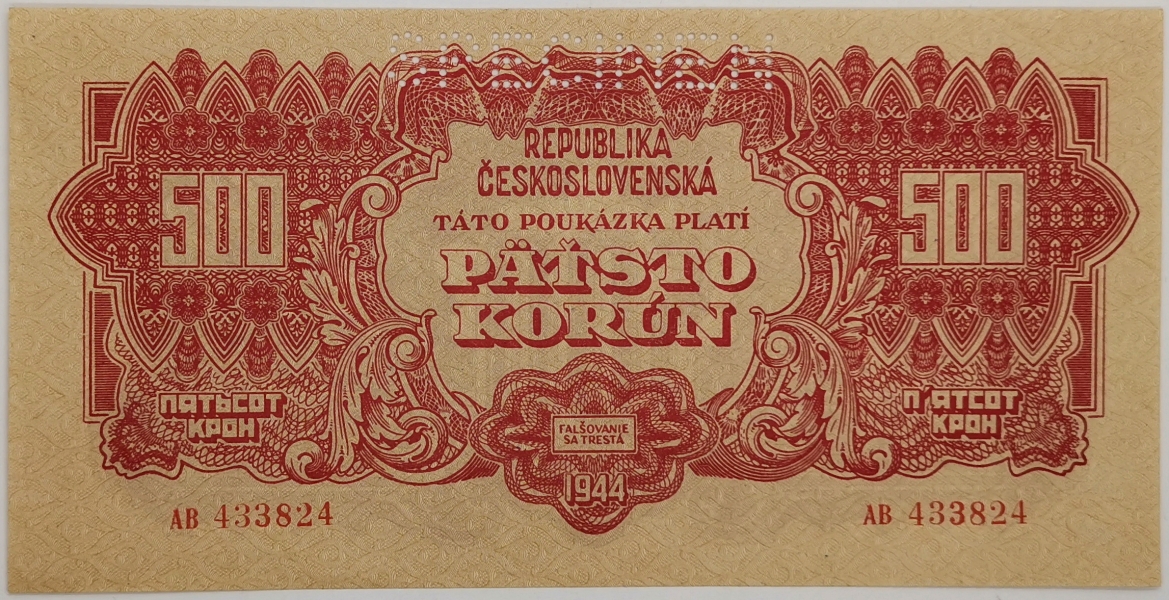 SPECIMEN
REPUBLIKA
ČESKOSLOVENSKÁ
TÁTO POUKÁZKA PLATÍ
PÄŤSTO
KORÚN
500
500
ПЯТЬСОТ
КРОН
П'ЯТСОТ
КРОН
FALŠOVANIE
SA TRESTÁ
1944
AB 433824
AB 433824